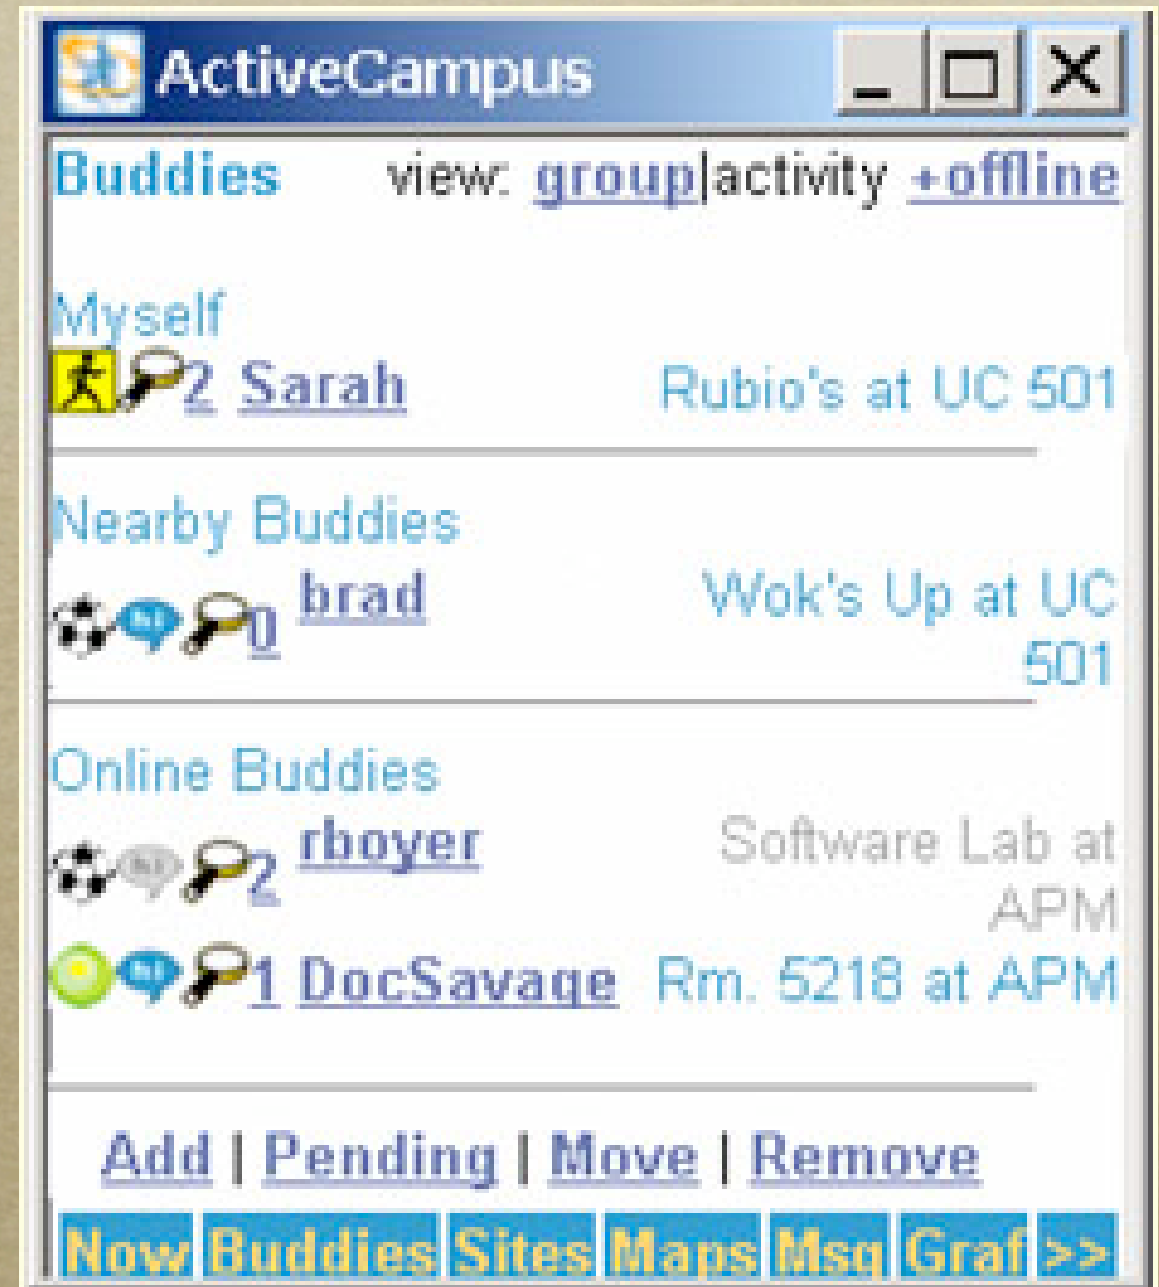 ActiveCampus
Buddies view: group|activity +offline
Myself
2 Sarah Rubio's at UC 501
Nearby Buddies
0 brad Wok's Up at UC
501
Online Buddies
2 rboyer Software Lab at
APM
1 DocSavage Rm. 5218 at APM
Add | Pending | Move | Remove
Now Buddies Sites Maps Msg Graf >>